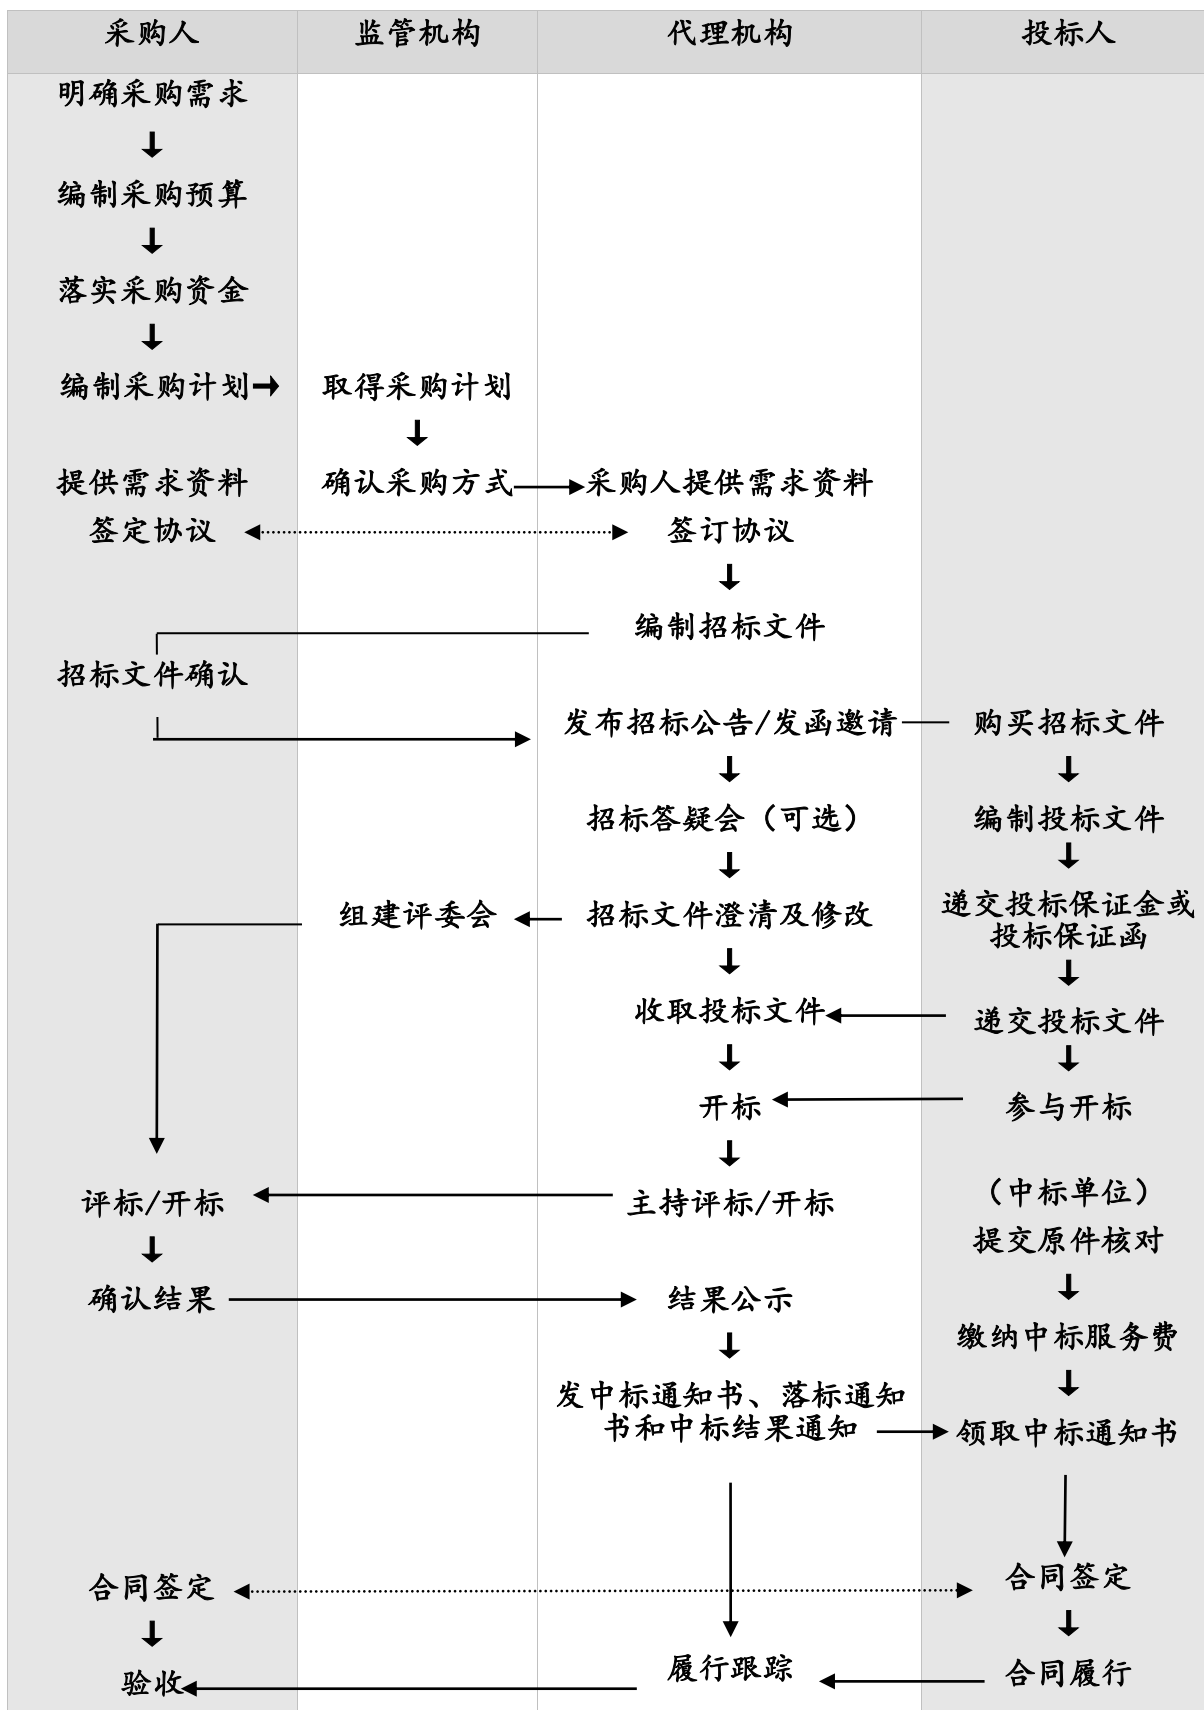 采购人 监管机构 代理机构 投标人
明确采购需求
编制采购预算
落实采购资金
编制采购计划 取得采购计划
提供需求资料 确认采购方式 采购人提供需求资料
签定协议 签订协议
编制招标文件
招标文件确认
发布招标公告/发函邀请 购买招标文件
招标答疑会（可选） 编制投标文件
组建评委会 招标文件澄清及修改 递交投标保证金或
投标保证函
收取投标文件 递交投标文件
开标 参与开标
评标/开标 主持评标/开标 （中标单位）
提交原件核对
确认结果 结果公示
缴纳中标服务费
发中标通知书、落标通知
书和中标结果通知 领取中标通知书
合同签定 合同签定
验收 履行跟踪 合同履行